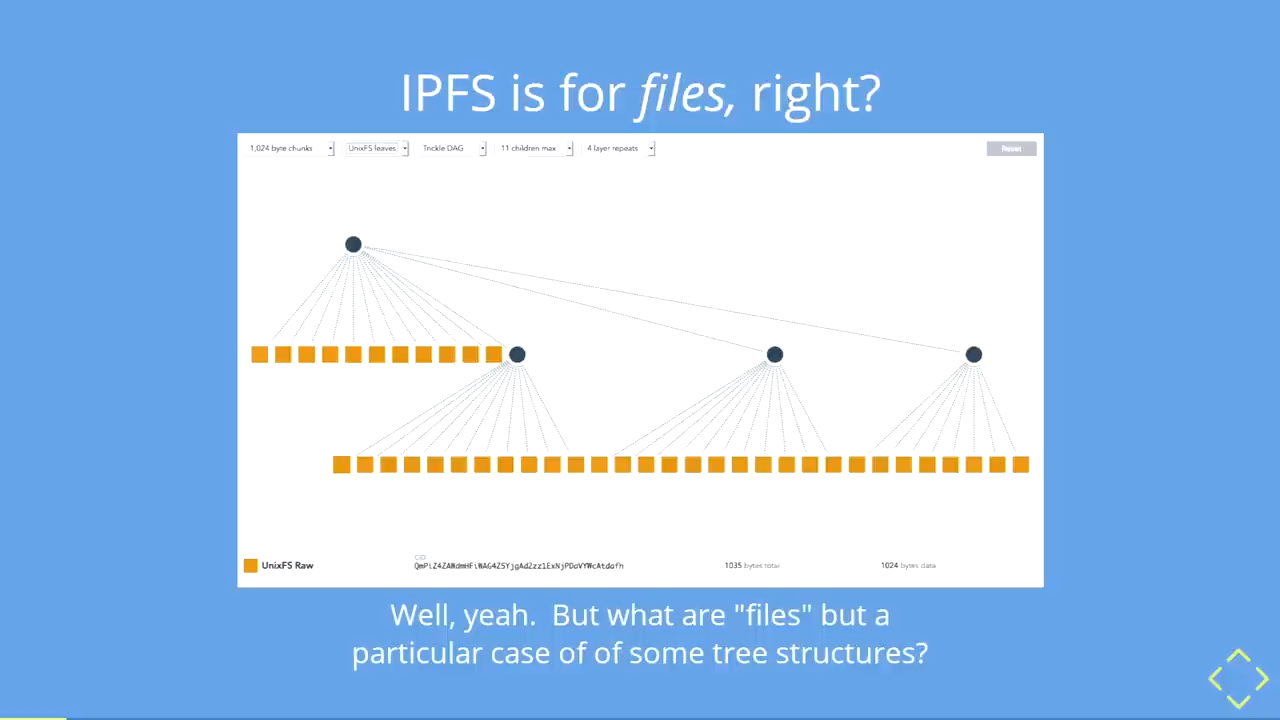 IPFS is for files, right?
1,024 byte chunks UnixFS leaves Trickle DAG 11 children max 4 layer repeats Reset
CID
UnixFS Raw 1035 bytes total 1024 bytes data
Well, yeah. But what are "files" but a
particular case of of some tree structures?